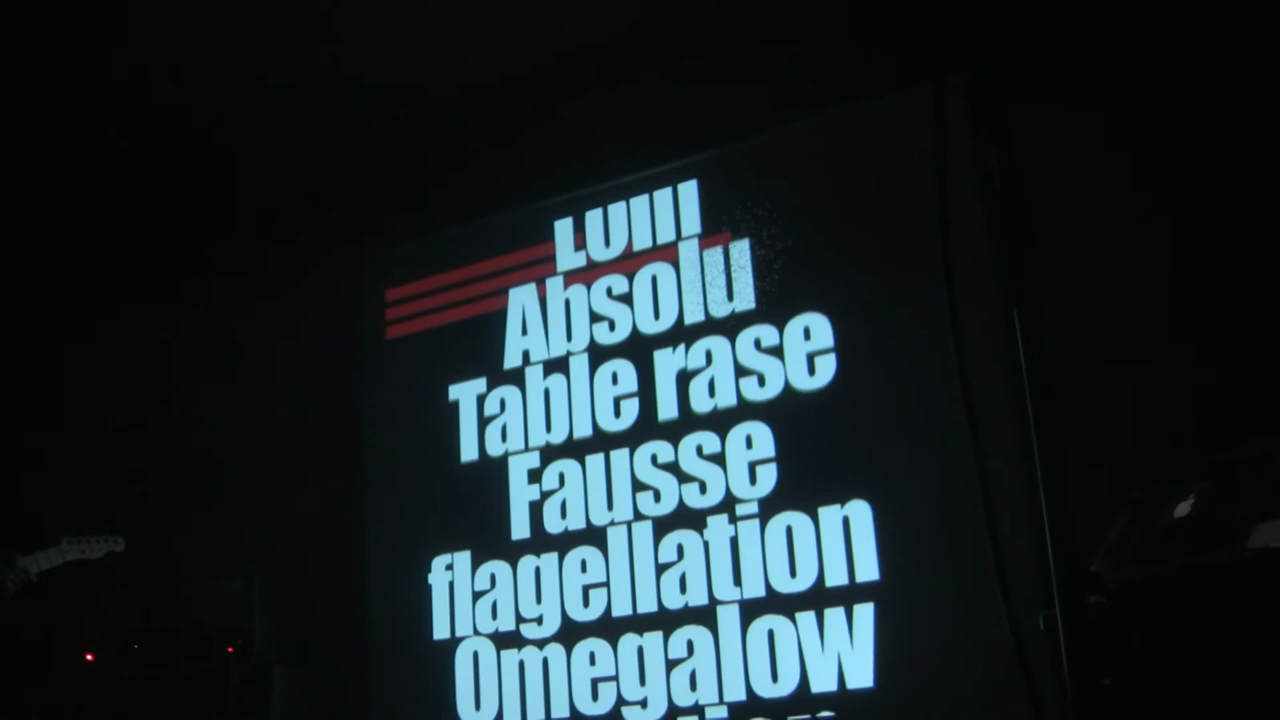 Absolu
Table rase
Fausse
flagellation
Omegalow